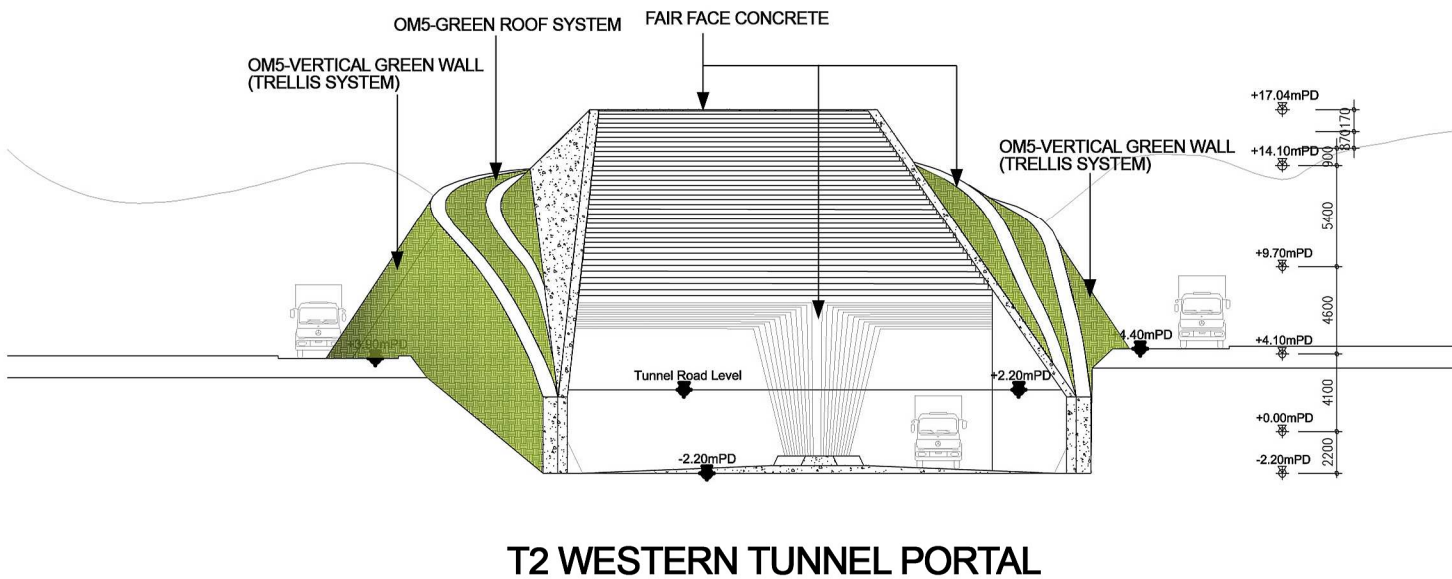 OM5-GREEN ROOF SYSTEM
FAIR FACE CONCRETE
OM5-VERTICAL GREEN WALL
(TRELLIS SYSTEM)
OM5-VERTICAL GREEN WALL
(TRELLIS SYSTEM)
+17.04mPD
170
870
+14.10mPD
900
5400
+9.70mPD
4600
+3.90mPD
4.40mPD
+4.10mPD
Tunnel Road Level
+2.20mPD
4100
+0.00mPD
-2.20mPD
2200
-2.20mPD
T2 WESTERN TUNNEL PORTAL